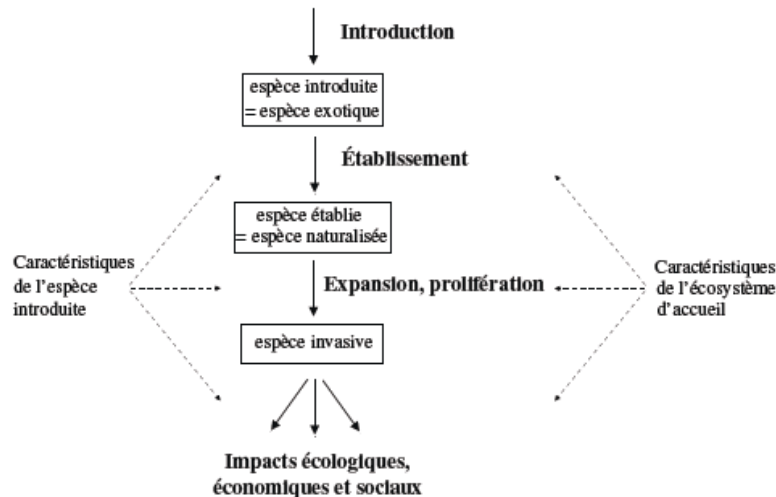 Introduction
espèce introduite
= espèce exotique
Établissement
espèce établie
= espèce naturalisée
Caractéristiques
de l'espèce
introduite
Expansion, prolifération
Caractéristiques
de l'écosystème
d'accueil
espèce invasive
Impacts écologiques,
économiques et sociaux